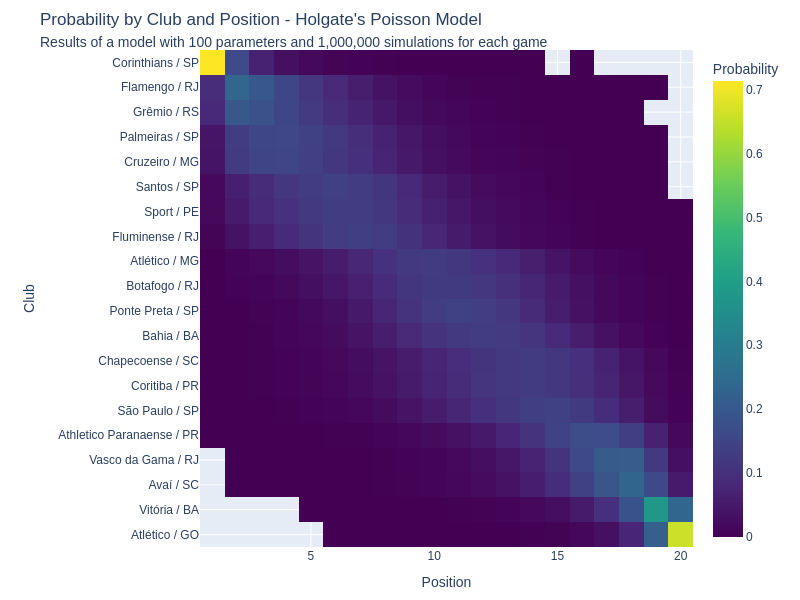 Probability by Club and Position - Holgate's Poisson Model
Results of a model with 100 parameters and 1,000,000 simulations for each game
Probability
Corinthians / SP
Flamengo / RJ
Grêmio / RS
Palmeiras / SP
Cruzeiro / MG
Santos / SP
Sport / PE
Fluminense / RJ
Atlético / MG
Botafogo / RJ
Ponte Preta / SP
Bahia / BA
Chapecoense / SC
Coritiba / PR
São Paulo / SP
Athletico Paranaense / PR
Vasco da Gama / RJ
Avaí / SC
Vitória / BA
Atlético / GO
Club
5
10
15
20
Position
0.7
0.6
0.5
0.4
0.3
0.2
0.1
0